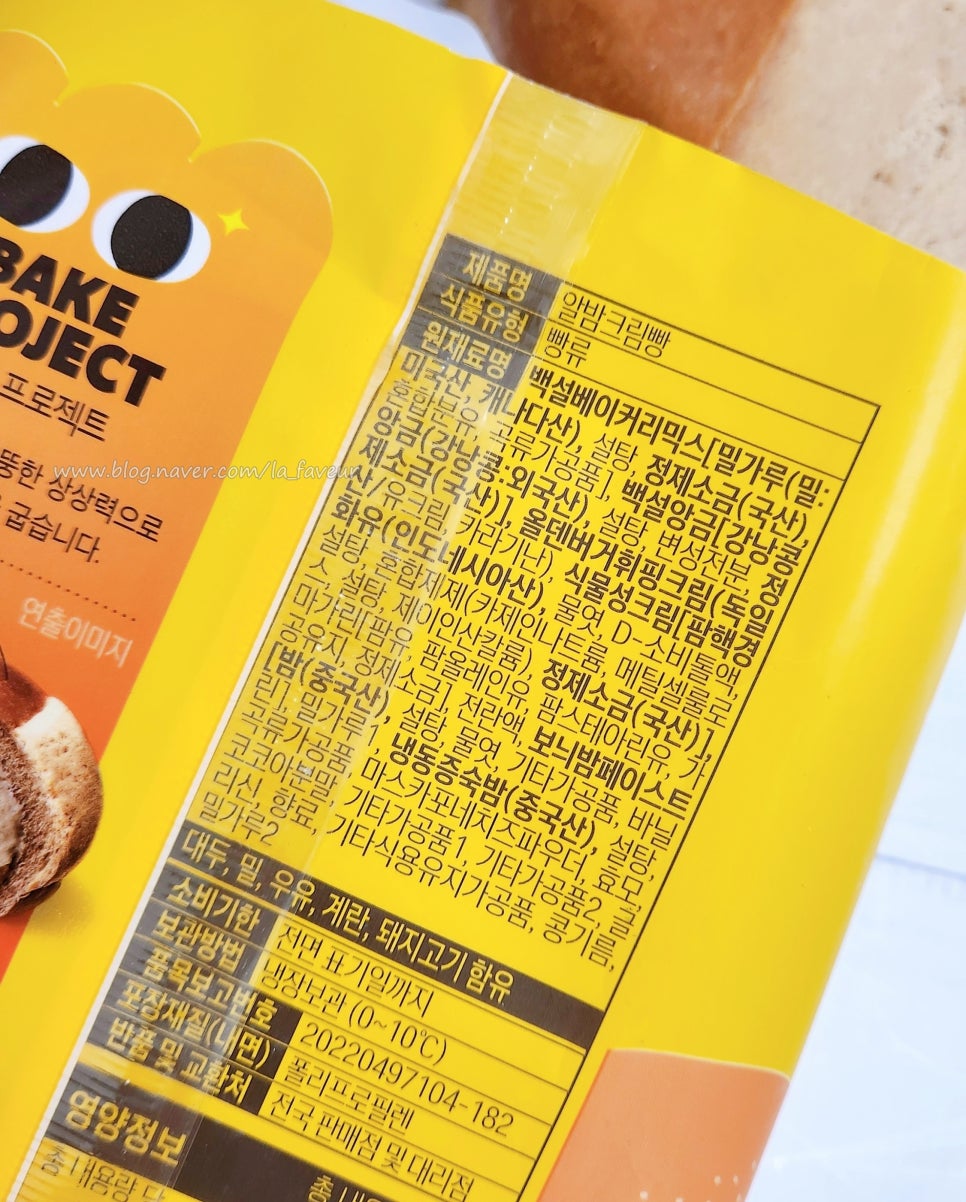 BAKE
OJECT
프로젝트
뚱한 상상력으로
굽습니다.
연출이미지
www.blog.naver.com/la_faveur
제품명 알밤크림빵
식품유형 빵류
원재료명 백설베이커리믹스[밀가루(밀:
미국산, 캐나다산), 설탕, 정제소금(국산),
혼합분유, 곡류가공품], 백설앙금[강낭콩
앙금(강낭콩:외국산), 설탕, 변성전분, 정
제소금(국산)], 올덴버거휘핑크림(독일
산/유크림, 카라기난), 식물성크림[팜핵경
화유(인도네시아산), 물엿, D-소비톨액,
설탕, 혼합제제(카제인나트륨, 메틸셀룰로
스, 설탕, 제이인산칼륨), 정제소금(국산)],
마가린[팜유, 팜올레인유, 팜스테아린유, 가
공유지, 정제소금], 전란액, 보늬밤페이스트
[밤(중국산), 설탕, 물엿, 기타가공품, 바닐
린], 밀가루1, 냉동증숙밤(중국산), 설탕,
코코아분말, 마스카포네치즈파우더, 효모,
기타가공품1, 기타가공품2,
리신, 향료, 기타식용유지가공품, 콩기름,
밀가루2
대두, 밀, 우유, 계란, 돼지고기 함유
소비기한 전면 표기일까지
보관방법 냉장보관 (0~10℃)
품목보고번호 20220497104-182
포장재질(내면) 폴리프로필렌
반품 및 교환처 전국 판매점 및 대리점
영양정보
총 내용량 당
총 내용